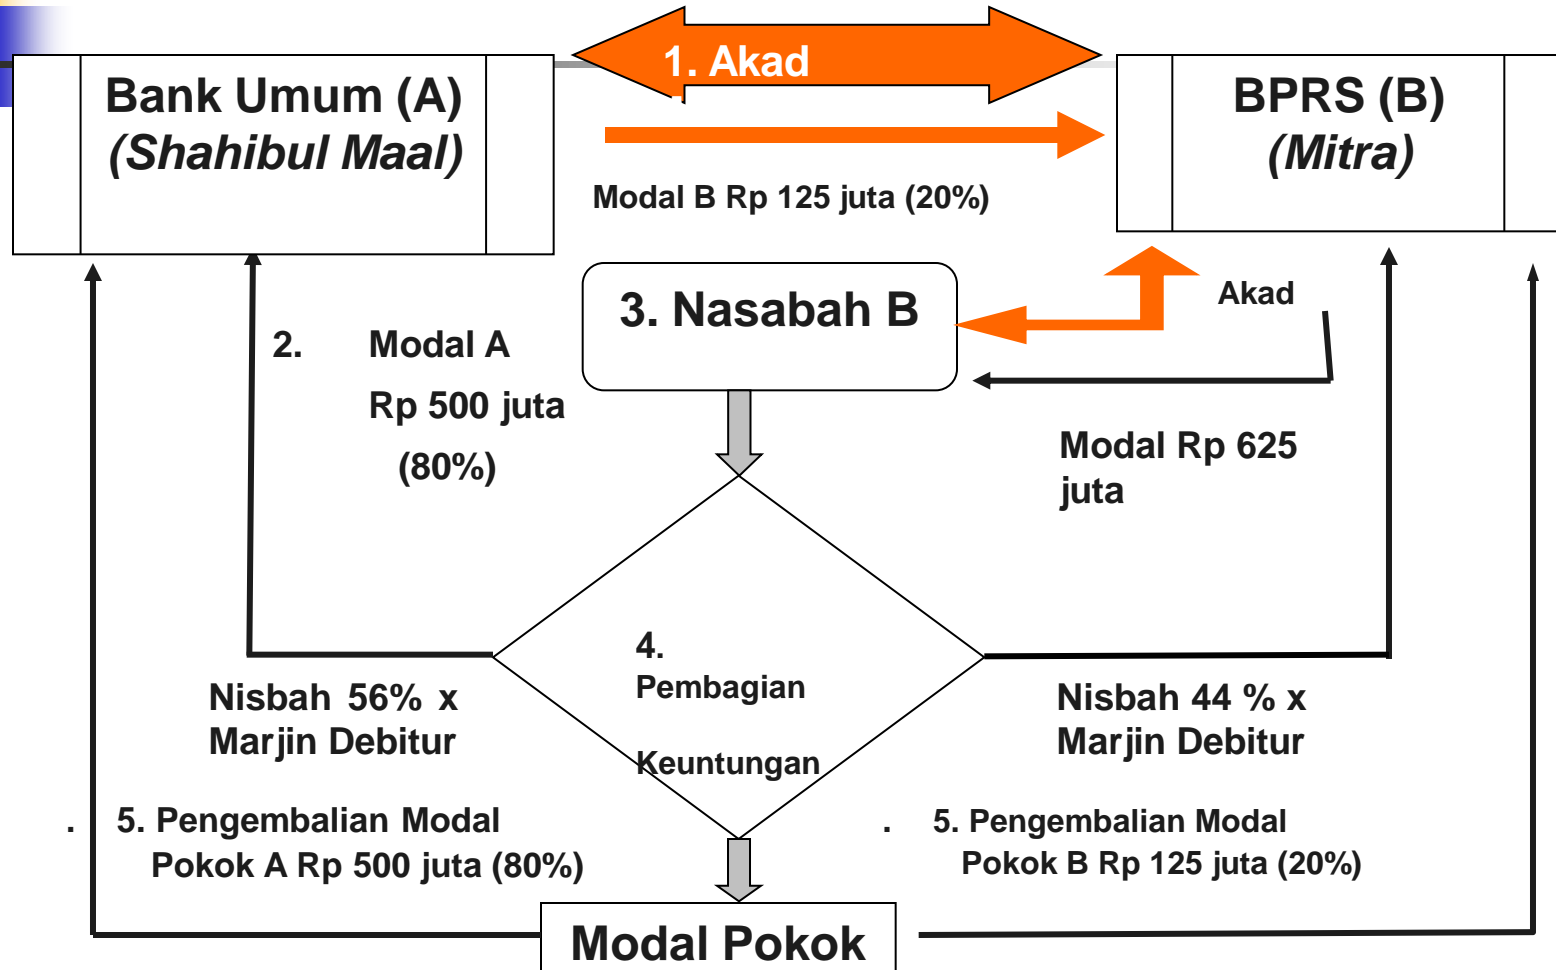 1. Akad
Bank Umum (A)
(Shahibul Maal)
BPRS (B)
(Mitra)
Modal B Rp 125 juta (20%)
3. Nasabah B
Akad
2. Modal A
Rp 500 juta
(80%)
Modal Rp 625
juta
4.
Pembagian
Keuntungan
Nisbah 56% x
Marjin Debitur
Nisbah 44 % x
Marjin Debitur
. 5. Pengembalian Modal
Pokok A Rp 500 juta (80%)
. 5. Pengembalian Modal
Pokok B Rp 125 juta (20%)
Modal Pokok